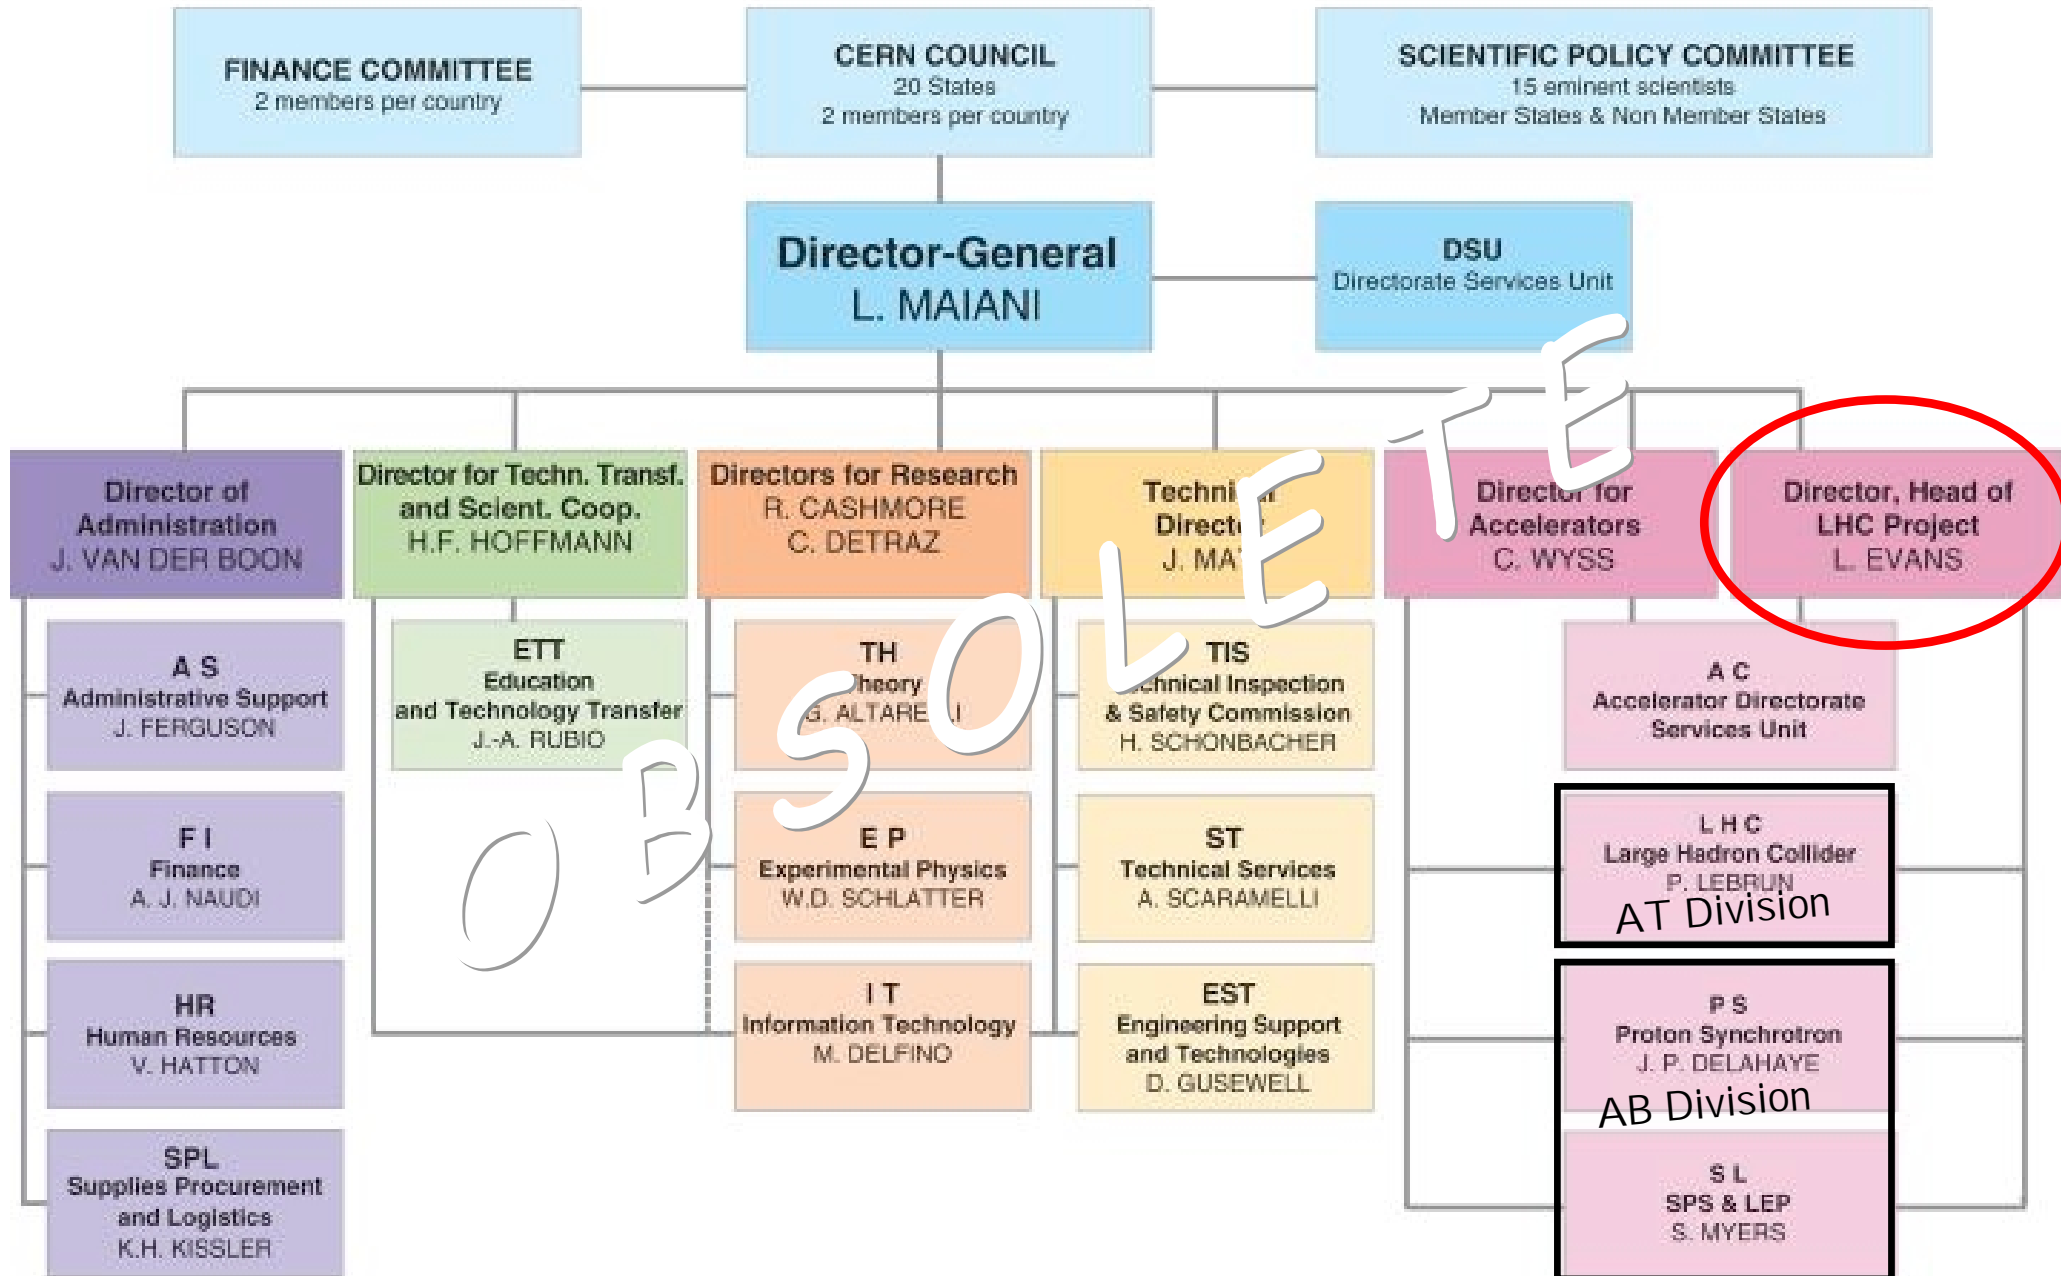 FINANCE COMMITTEE
2 members per country
CERN COUNCIL
20 States
2 members per country
SCIENTIFIC POLICY COMMITTEE
15 eminent scientists
Member States & Non Member States
Director-General
L. MAIANI
DSU
Directorate Services Unit
Director of
Administration
J. VAN DER BOON
Director for Techn. Transf.
and Scient. Coop.
H.F. HOFFMANN
Directors for Research
R. CASHMORE
C. DETRAZ
Director
J.
Director for
Accelerators
C. WYSS
Director, Head of
LHC Project
L. EVANS
A S
Administrative Support
J. FERGUSON
F I
Finance
A. J. NAUDI
HR
Human Resources
V. HATTON
SPL
Supplies Procurement
and Logistics
K.H. KISSLER
ETT
Education
and Technology Transfer
J.-A. RUBIO
TH
Theory
G. ALTARELLI
E P
Experimental Physics
W.D. SCHLATTER
I T
Information Technology
M. DELFINO
TIS
Technical Inspection
& Safety Commission
H. SCHONBACHER
ST
Technical Services
A. SCARAMELLI
EST
Engineering Support
and Technologies
D. GUSEWELL
A C
Accelerator Directorate
Services Unit
L H C
Large Hadron Collider
P. LEBRUN
AT Division
P S
Proton Synchrotron
J. P. DELAHAYE
AB Division
S L
SPS & LEP
S. MYERS
OBSOLETE